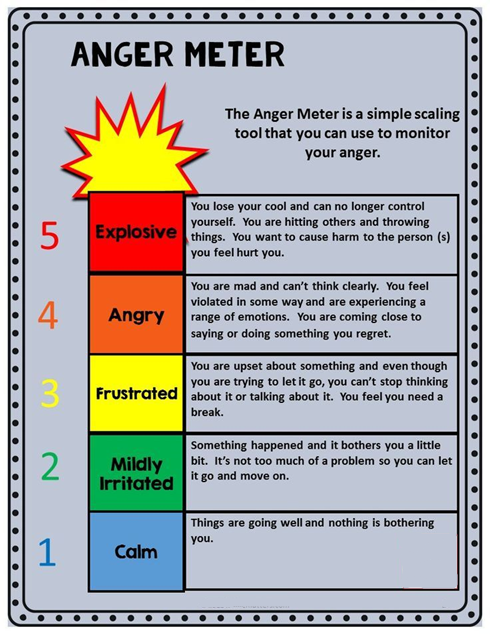 ANGER METER
The Anger Meter is a simple scaling
tool that you can use to monitor
your anger.
5
Explosive
You lose your cool and can no longer control
yourself. You are hitting others and throwing
things. You want to cause harm to the person (s)
you feel hurt you.
4
Angry
You are mad and can't think clearly. You feel
violated in some way and are experiencing a
range of emotions. You are coming close to
saying or doing something you regret.
3
Frustrated
You are upset about something and even though
you are trying to let it go, you can't stop thinking
about it or talking about it. You feel you need a
break.
2
Mildly
Irritated
Something happened and it bothers you a little
bit. It's not too much of a problem so you can let
it go and move on.
1
Calm
Things are going well and nothing is bothering
you.